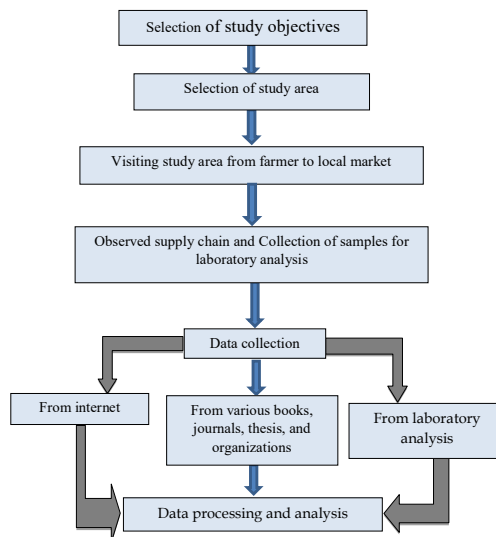 Selection of study objectives
Selection of study area
Visiting study area from farmer to local market
Observed supply chain and Collection of samples for
laboratory analysis
Data collection
From internet
From various books,
journals, thesis, and
organizations
From laboratory
analysis
Data processing and analysis